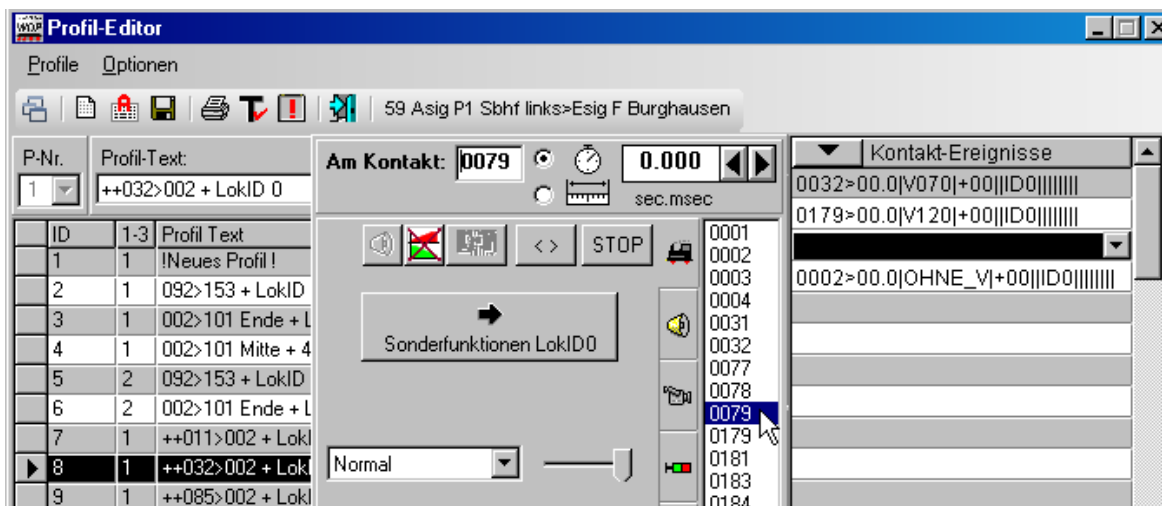 WDP Profil-Editor
Profile Optionen
59 Asig P1 Sbhf links>Esig F Burghausen
P-Nr. Profil-Text:
1 ++032>002 + LokID 0
ID 1-3 Profil Text
1 1 !Neues Profil !
2 1 092>153 + LokID
3 1 002>101 Ende + L
4 1 002>101 Mitte + 4
5 2 092>153 + LokID
6 2 002>101 Ende + L
7 1 ++011>002 + Lokl
8 1 ++032>002 + Lokl
9 1 ++085>002 + Lokl
Am Kontakt: 0079 0.000
sec.msec
< > STOP
Sonderfunktionen LokID0
Normal
0001
0002
0003
0004
0031
0032
0077
0078
0079
0179
0181
0183
0184
Kontakt-Ereignisse
0032>00.0|V070|+00||ID0||||||||
0179>00.0|V120|+00||ID0||||||||
0002>00.0|OHNE_V|+00||ID0||||||||